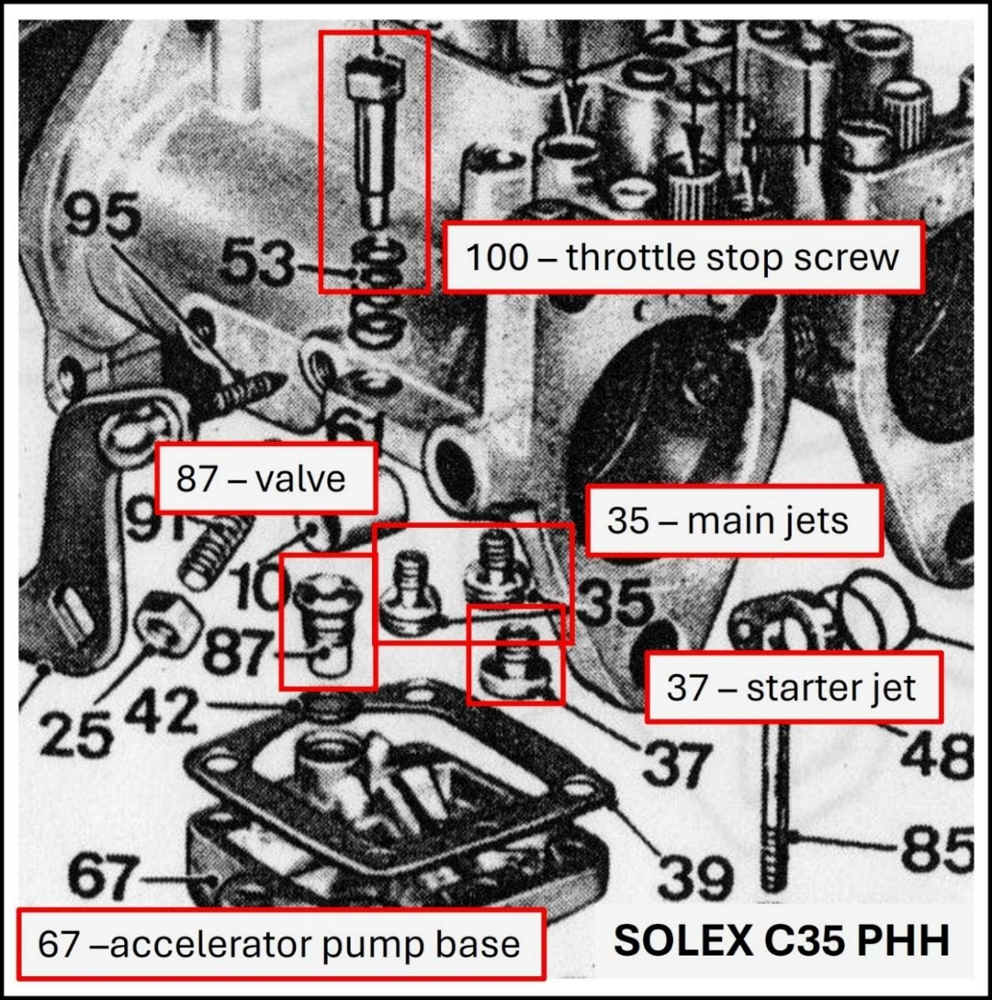 95
53
100 – throttle stop screw
61
87 – valve
91
35 – main jets
10
35
87
37 – starter jet
42
25
37
48
39
85
67
67 –accelerator pump base
SOLEX C35 PHH